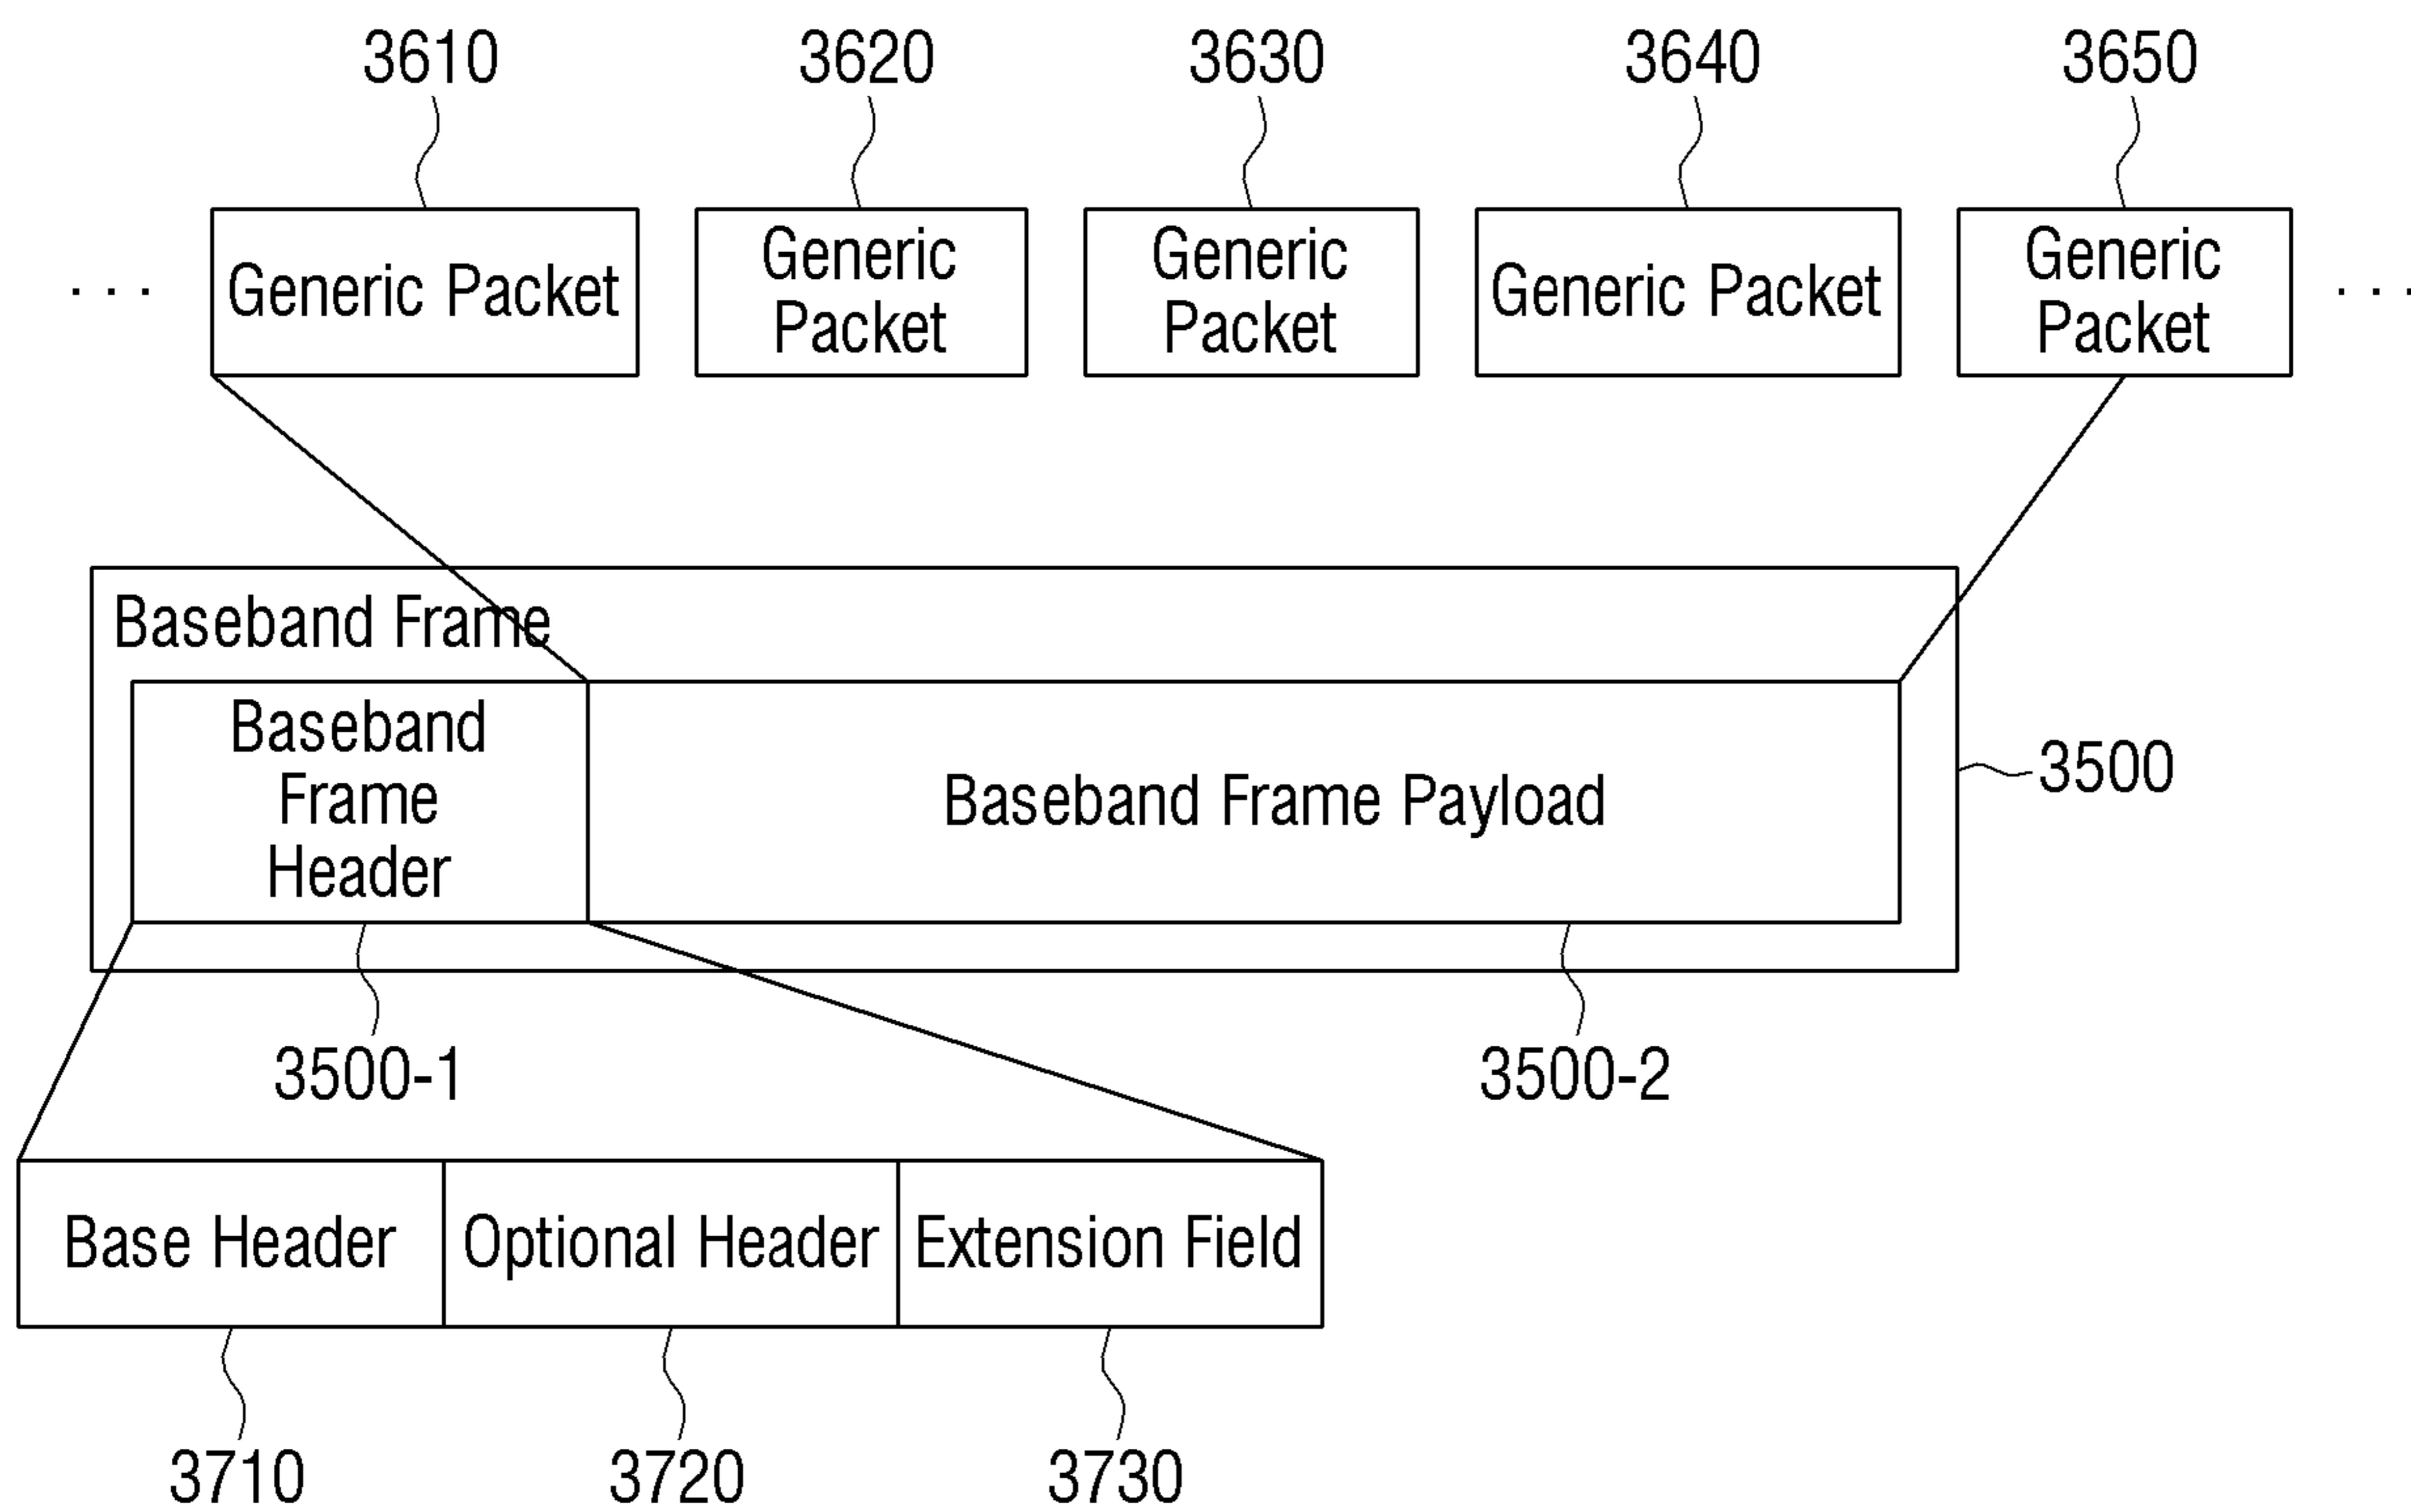 3610 3620 3630 3640 3650
. . . Generic Packet Generic Generic Generic Packet Generic . . .
Packet Packet Packet
Baseband Frame
Baseband
Frame
Header
Baseband Frame Payload
3500
3500-1 3500-2
Base Header Optional Header Extension Field
3710 3720 3730